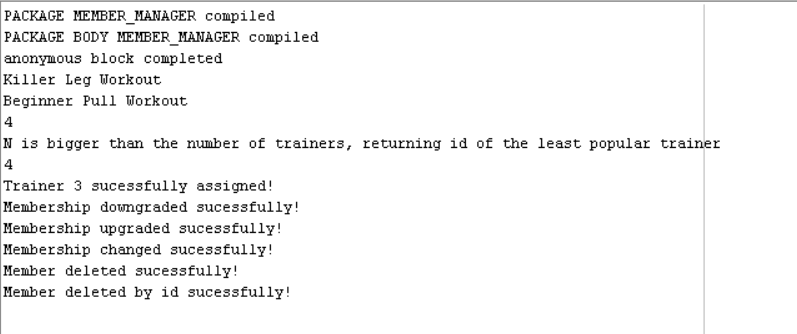 PACKAGE MEMBER_MANAGER compiled
PACKAGE BODY MEMBER_MANAGER compiled
anonymous block completed
Killer Leg Workout
Beginner Pull Workout
4
N is bigger than the number of trainers, returning id of the least popular trainer
4
Trainer 3 sucessfully assigned!
Membership downgraded sucessfully!
Membership upgraded sucessfully!
Membership changed sucessfully!
Member deleted sucessfully!
Member deleted by id sucessfully!